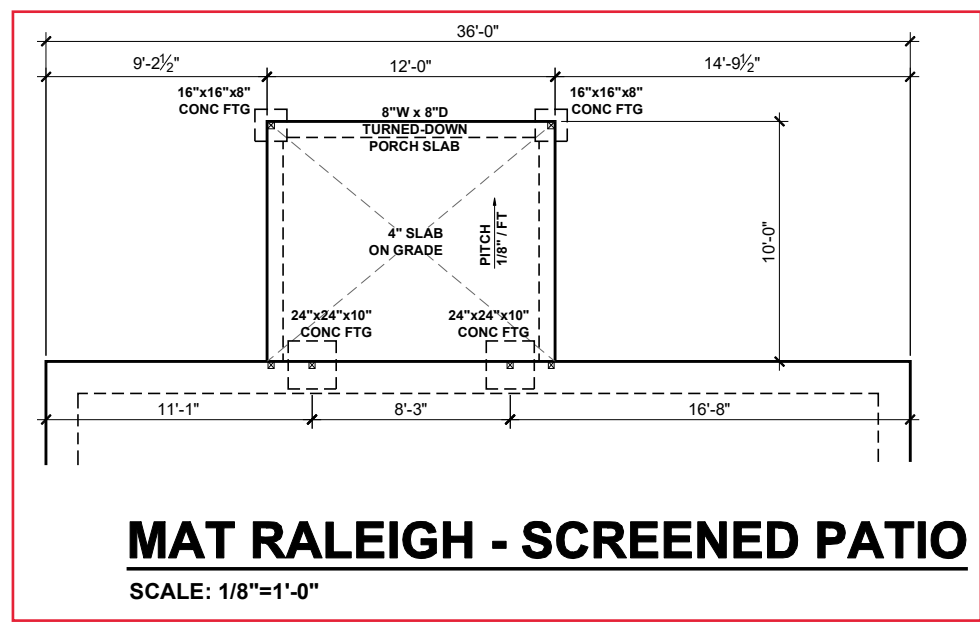 36'-0"
9'-2½"
12'-0"
14'-9½"
16"x16"x8"
CONC FTG
8"W x 8"D
TURNED-DOWN
PORCH SLAB
16"x16"x8"
CONC FTG
4" SLAB
ON GRADE
PITCH
1/8" / FT
10'-0"
24"x24"x10"
CONC FTG
24"x24"x10"
CONC FTG
11'-1"
8'-3"
16'-8"
MAT RALEIGH - SCREENED PATIO
SCALE: 1/8"=1'-0"